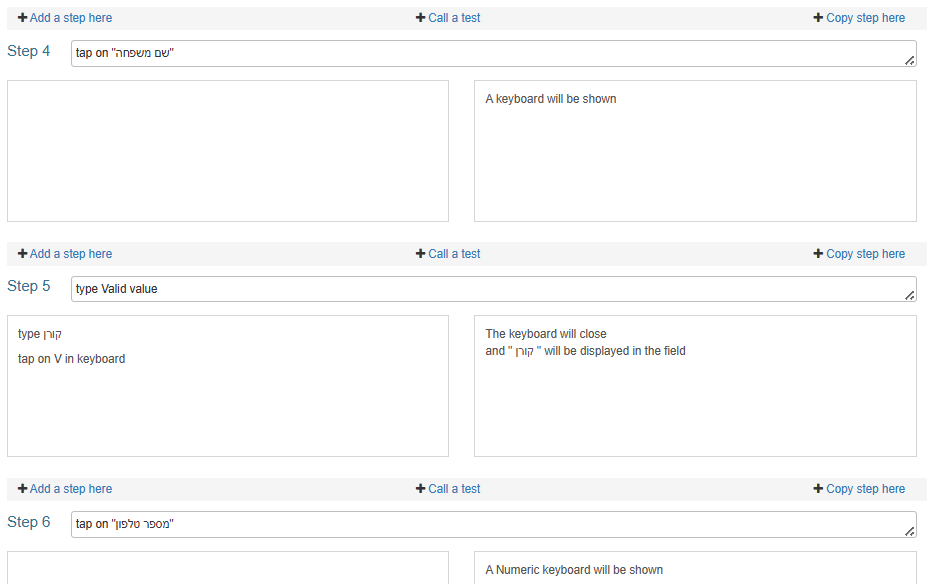 Add a step here Call a test Copy step here
Step 4 tap on "שם משפחה"
A keyboard will be shown
Add a step here Call a test Copy step here
Step 5 type Valid value
type קורן
tap on V in keyboard
The keyboard will close
and " קורן " will be displayed in the field
Add a step here Call a test Copy step here
Step 6 tap on "מספר טלפון"
A Numeric keyboard will be shown